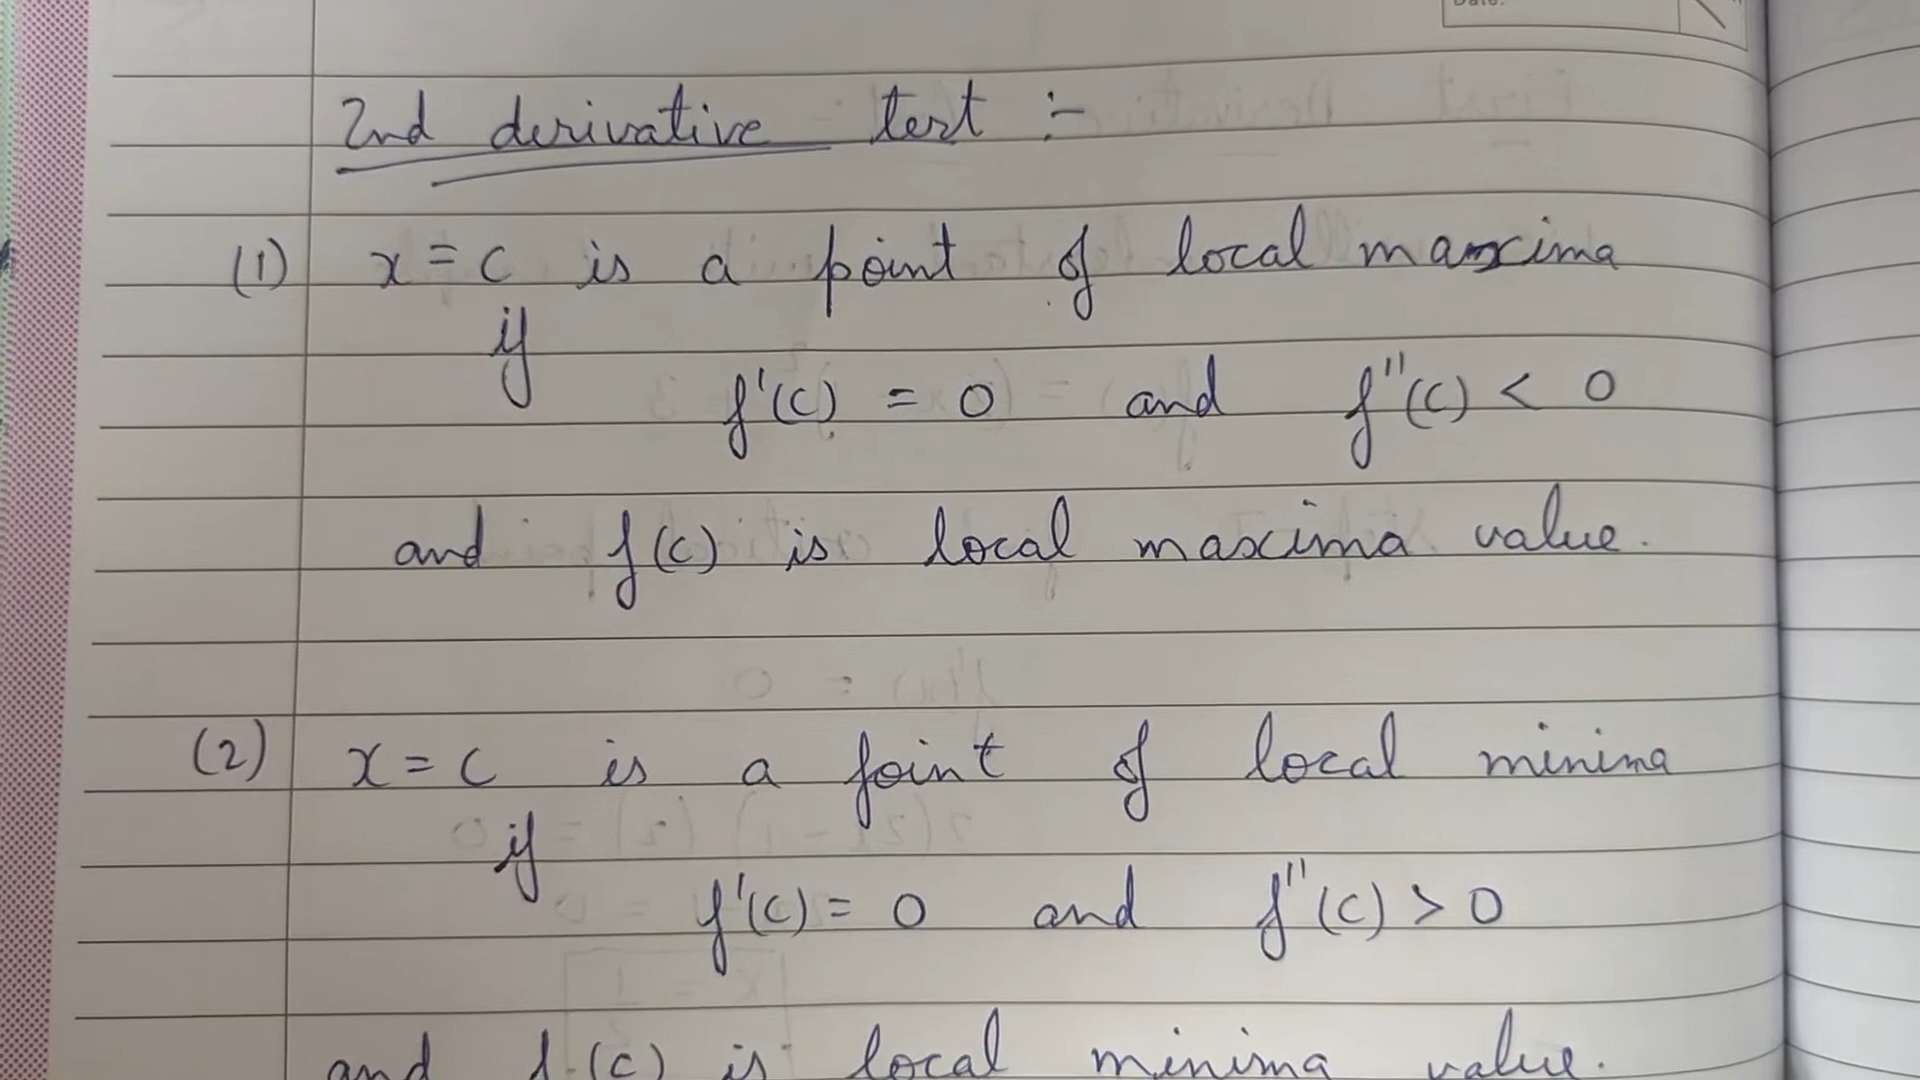 2nd derivative test :-
(1) x = c is a point of local maxima
if
f'(c) = 0 and f''(c) < 0
and f(c) is local maxima value.
(2) x = c is a point of local minima
if
f'(c) = 0 and f''(c) > 0
and f(c) is local minima value.